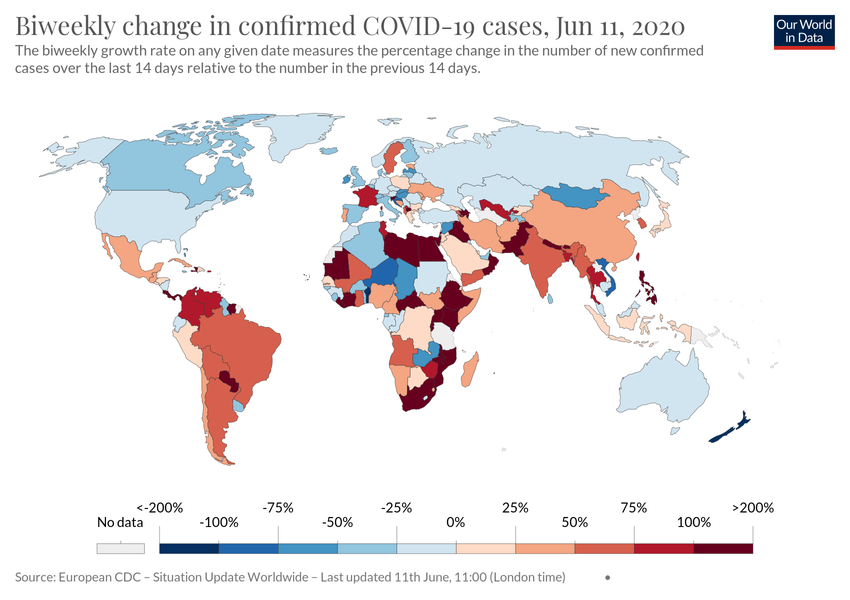 Biweekly change in confirmed COVID-19 cases, Jun 11, 2020
Our World
in Data
The biweekly growth rate on any given date measures the percentage change in the number of new confirmed
cases over the last 14 days relative to the number in the previous 14 days.
<-200% -75% -25% 25% 75% >200%
No data -100% -50% 0% 50% 100%
Source: European CDC – Situation Update Worldwide – Last updated 11th June, 11:00 (London time) •